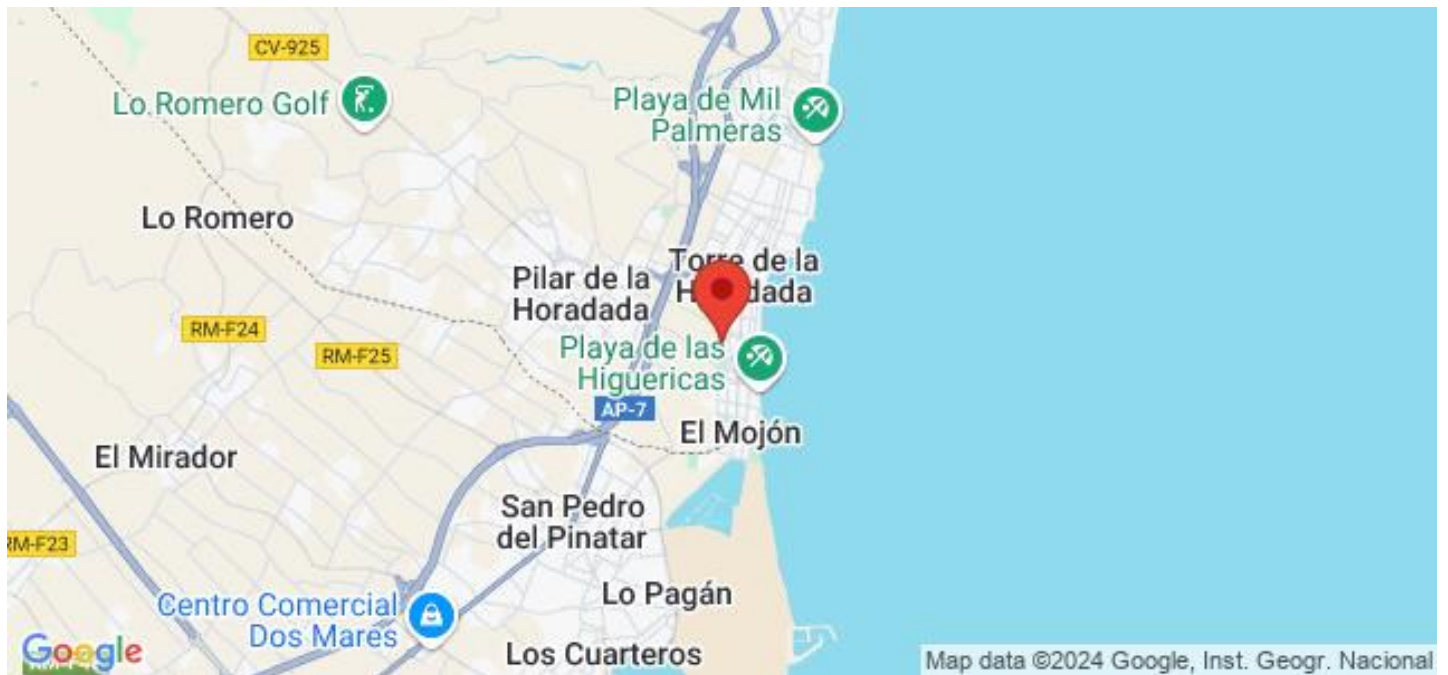 CV-925
Lo Romero Golf
Playa de Mil
Palmeras
Lo Romero
Torre de la
Pilar de la
Horadada
RM-F24
RM-F25
Playa de las
Higuericas
AP-7
El Mojón
El Mirador
San Pedro
del Pinatar
RM-F23
Lo Pagán
Centro Comercial
Dos Mares
Los Cuarteros
Google
Map data ©2024 Google, Inst. Geogr. Nacional